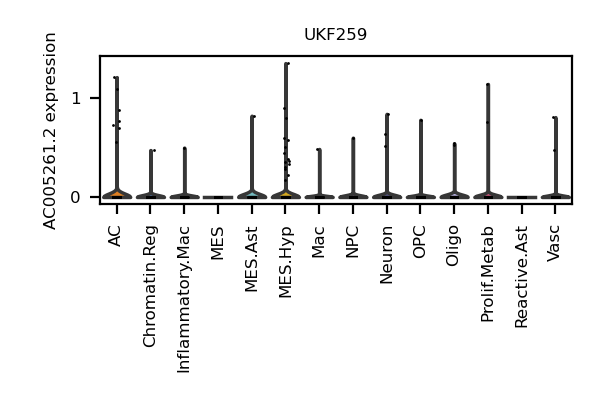 UKF259
AC005261.2 expression
1
0
AC
Chromatin.Reg
Inflammatory.Mac
MES
MES.Ast
MES.Hyp
Mac
NPC
Neuron
OPC
Oligo
Prolif.Metab
Reactive.Ast
Vasc